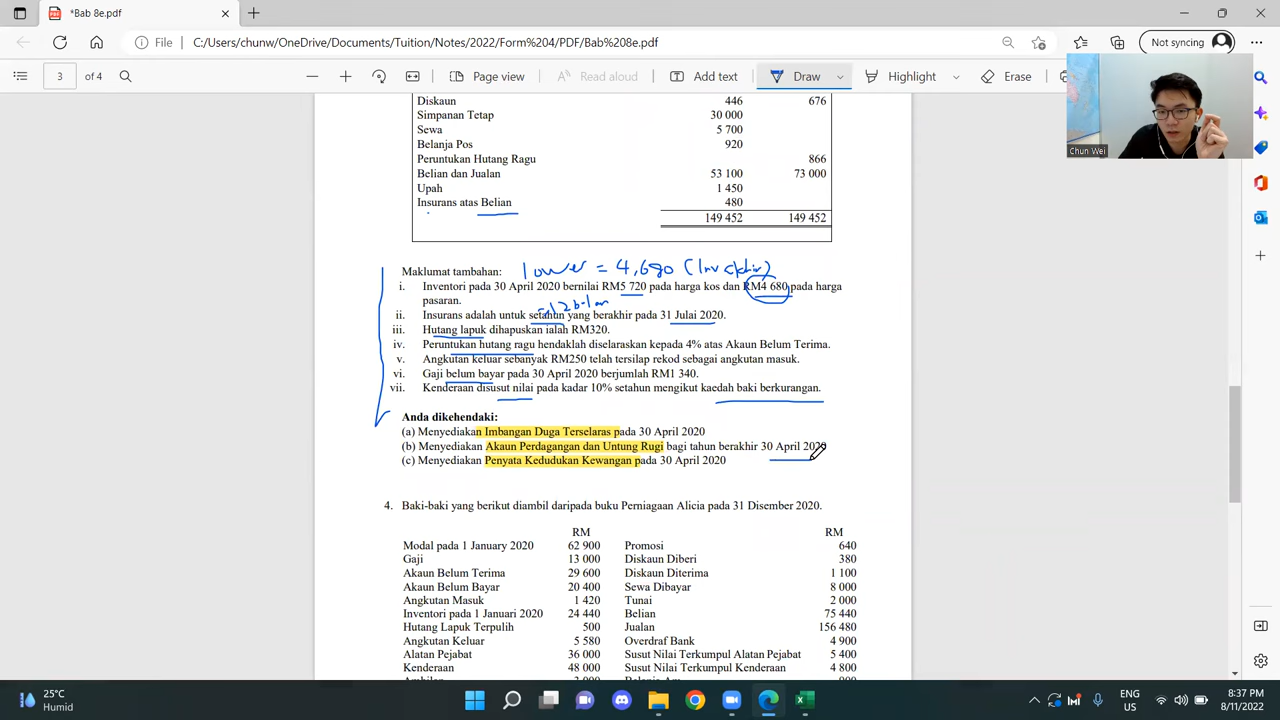 *Bab 8e.pdf
File C:/Users/chunw/OneDrive/Documents/Tuition/Notes/2022/Form%204/PDF/Bab%208e.pdf Not syncing
3 of 4 Page view Read aloud Add text Draw Highlight Erase
Chun Wei
Diskaun 446 676
Simpanan Tetap 30 000
Sewa 5 700
Belanja Pos 920
Peruntukan Hutang Ragu 866
Belian dan Jualan 53 100 73 000
Upah 1 450
Insurans atas Belian 480
149 452 149 452
Maklumat tambahan: lower = 4,680 (Inv akhir)
i. Inventori pada 30 April 2020 bernilai RM5 720 pada harga kos dan RM4 680 pada harga
pasaran.
ii. Insurans adalah untuk setahun yang berakhir pada 31 Julai 2020.
iii. Hutang lapuk dihapuskan ialah RM320.
iv. Peruntukan hutang ragu hendaklah diselaraskan kepada 4% atas Akaun Belum Terima.
v. Angkutan keluar sebanyak RM250 telah tersilap rekod sebagai angkutan masuk.
vi. Gaji belum bayar pada 30 April 2020 berjumlah RM1 340.
vii. Kenderaan disusut nilai pada kadar 10% setahun mengikut kaedah baki berkurangan.
Anda dikehendaki:
(a) Menyediakan Imbangan Duga Terselaras pada 30 April 2020
(b) Menyediakan Akaun Perdagangan dan Untung Rugi bagi tahun berakhir 30 April 2020
(c) Menyediakan Penyata Kedudukan Kewangan pada 30 April 2020
4. Baki-baki yang berikut diambil daripada buku Perniagaan Alicia pada 31 Disember 2020.
RM RM
Modal pada 1 January 2020 62 900 Promosi 640
Gaji 13 000 Diskaun Diberi 380
Akaun Belum Terima 29 600 Diskaun Diterima 1 100
Akaun Belum Bayar 20 400 Sewa Dibayar 8 000
Angkutan Masuk 1 420 Tunai 2 000
Inventori pada 1 Januari 2020 24 440 Belian 75 440
Hutang Lapuk Terpulih 500 Jualan 156 480
Angkutan Keluar 5 580 Overdraf Bank 4 900
Alatan Pejabat 36 000 Susut Nilai Terkumpul Alatan Pejabat 5 400
Kenderaan 48 000 Susut Nilai Terkumpul Kenderaan 4 800
25°C
Humid
ENG
US
8:37 PM
8/11/2022